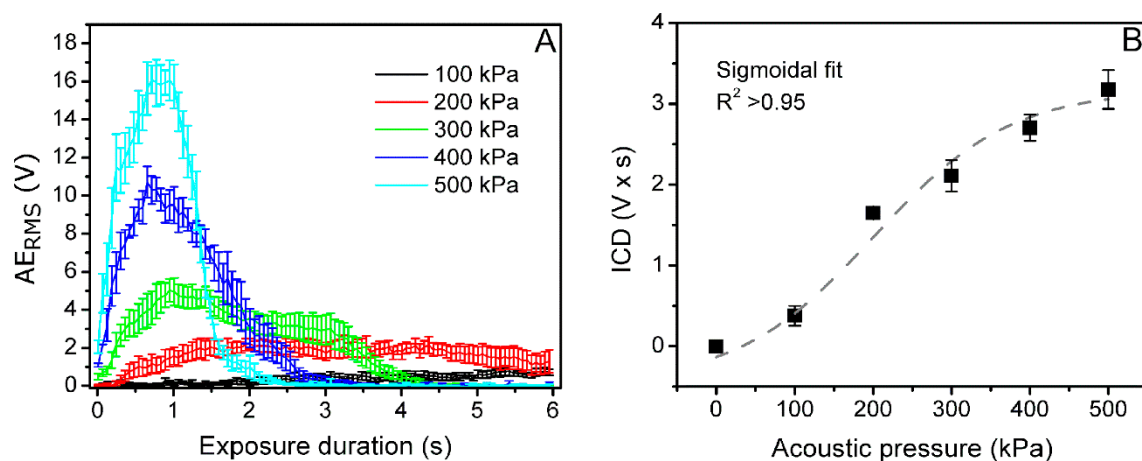 A
18
16
14
12
10
8
6
4
2
0
AE_RMS (V)
100 kPa
200 kPa
300 kPa
400 kPa
500 kPa
0 1 2 3 4 5 6
Exposure duration (s)
B
4
3
2
1
0
ICD (V x s)
Sigmoidal fit
R² >0.95
0 100 200 300 400 500
Acoustic pressure (kPa)